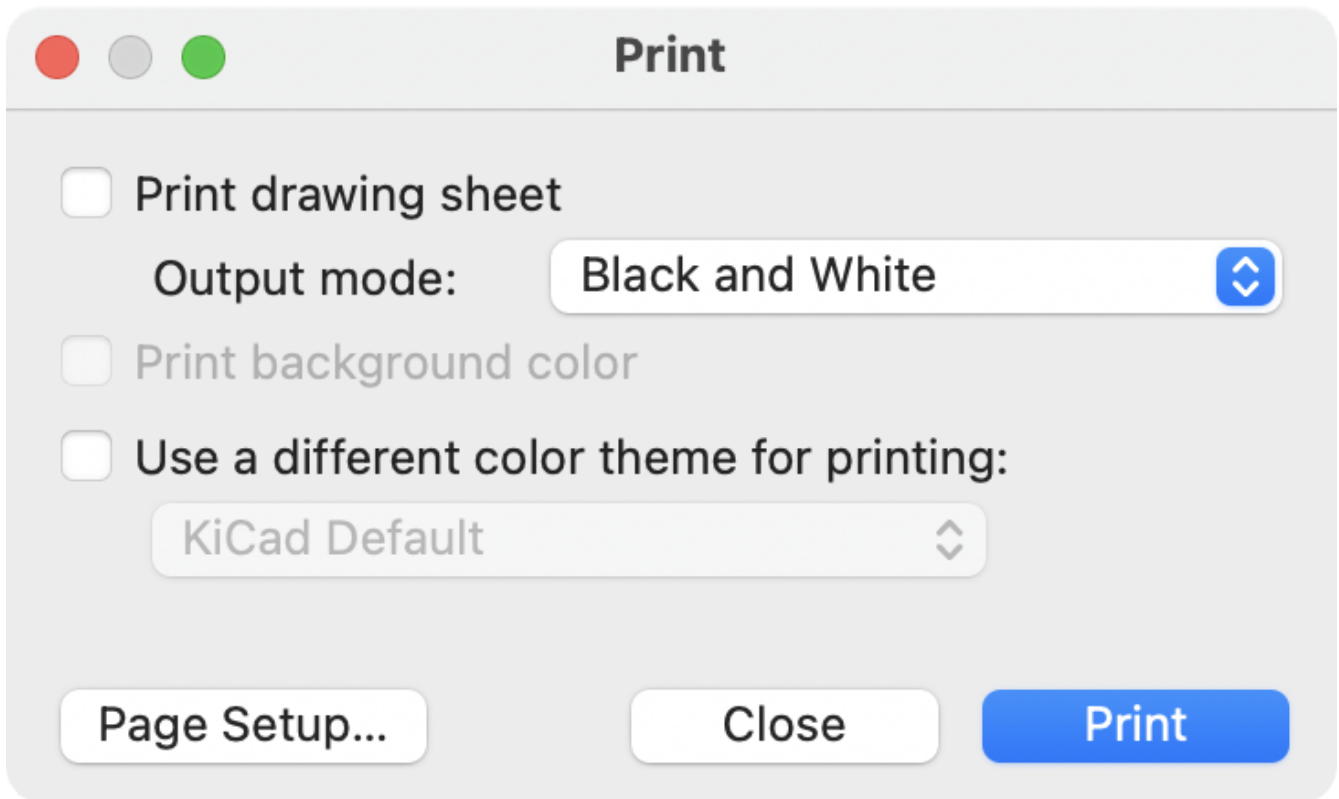 Print
Print drawing sheet
Output mode: Black and White
Print background color
Use a different color theme for printing:
KiCad Default
Page Setup... Close Print